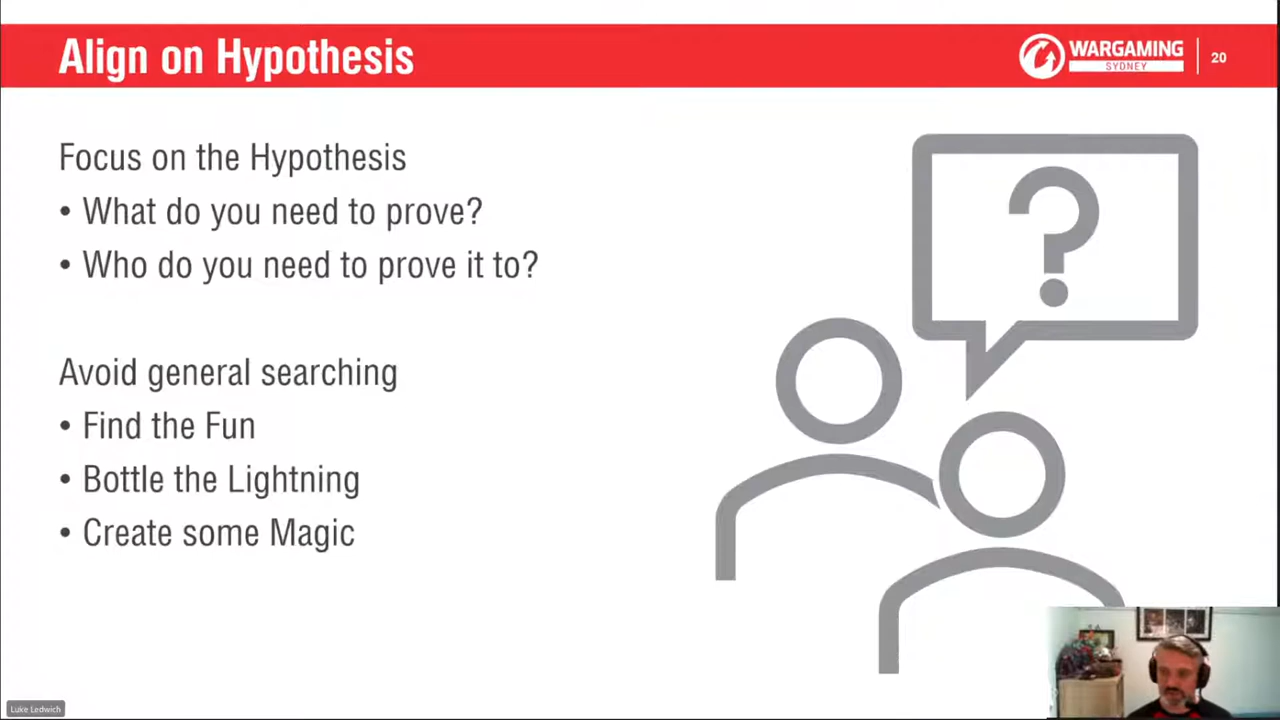 Align on Hypothesis
WARGAMING
SYDNEY
20
Focus on the Hypothesis
• What do you need to prove?
• Who do you need to prove it to?
Avoid general searching
• Find the Fun
• Bottle the Lightning
• Create some Magic
?
Luke Ledwich